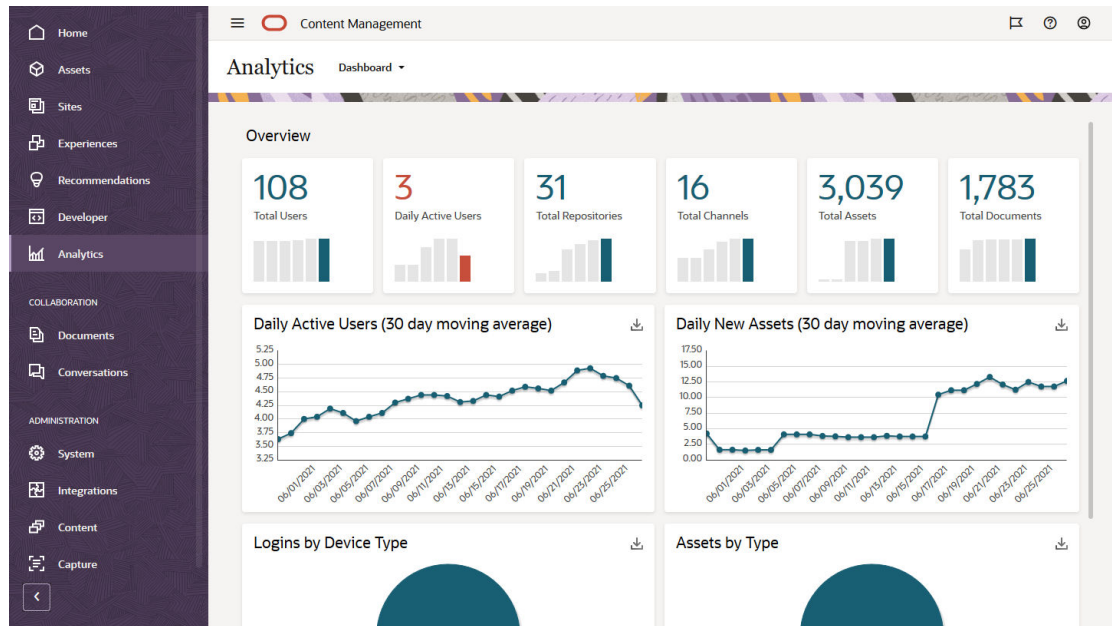 Home
Assets
Sites
Experiences
Recommendations
Developer
Analytics
COLLABORATION
Documents
Conversations
ADMINISTRATION
System
Integrations
Content
Capture
Content Management
Analytics Dashboard
Overview
108
Total Users
3
Daily Active Users
31
Total Repositories
16
Total Channels
3,039
Total Assets
1,783
Total Documents
Daily Active Users (30 day moving average)
5.25
5.00
4.75
4.50
4.25
4.00
3.75
3.50
3.25
06/01/2021
06/03/2021
06/05/2021
06/07/2021
06/09/2021
06/11/2021
06/13/2021
06/15/2021
06/17/2021
06/19/2021
06/21/2021
06/23/2021
06/25/2021
Daily New Assets (30 day moving average)
17.50
15.00
12.50
10.00
7.50
5.00
2.50
0.00
06/01/2021
06/03/2021
06/05/2021
06/07/2021
06/09/2021
06/11/2021
06/13/2021
06/15/2021
06/17/2021
06/19/2021
06/21/2021
06/23/2021
06/25/2021
Logins by Device Type
Assets by Type